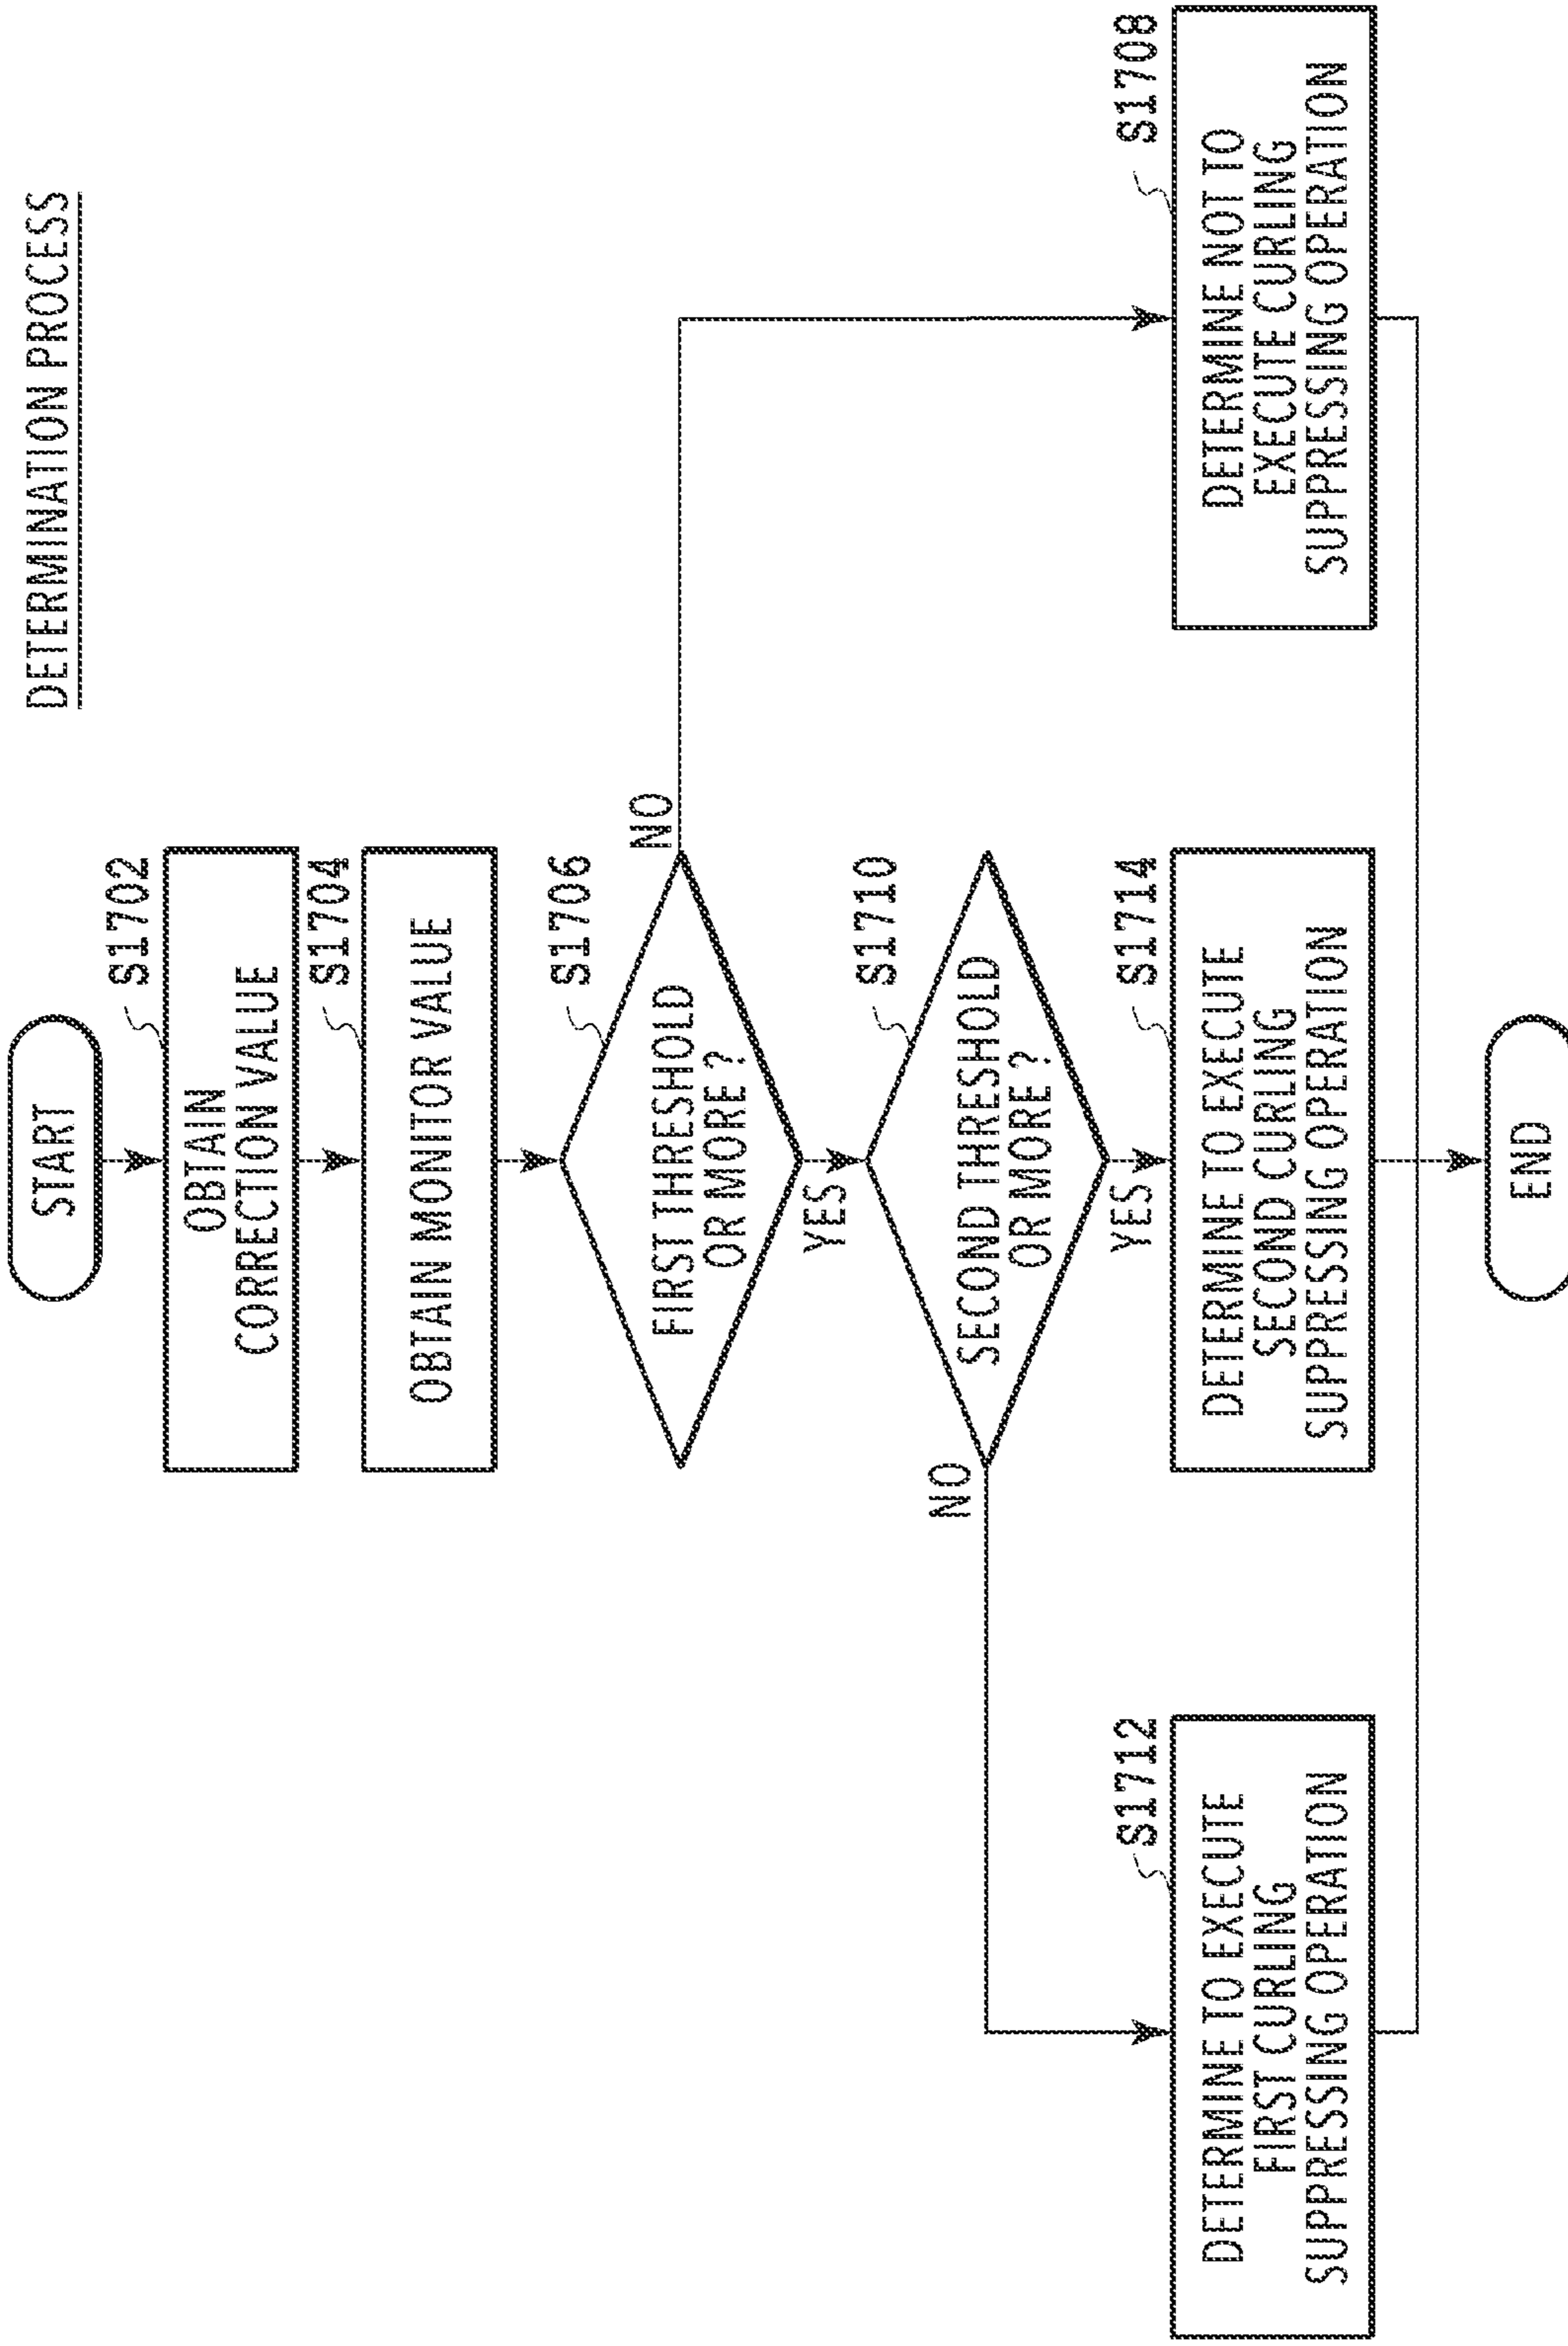 DETERMINATION PROCESS
START
S1702
OBTAIN
CORRECTION VALUE
S1704
OBTAIN MONITOR VALUE
S1706
FIRST THRESHOLD
OR MORE?
NO
YES
S1710
SECOND THRESHOLD
OR MORE?
NO
YES
S1712
DETERMINE TO EXECUTE
FIRST CURLING
SUPPRESSING OPERATION
S1714
DETERMINE TO EXECUTE
SECOND CURLING
SUPPRESSING OPERATION
S1708
DETERMINE NOT TO
EXECUTE CURLING
SUPPRESSING OPERATION
END